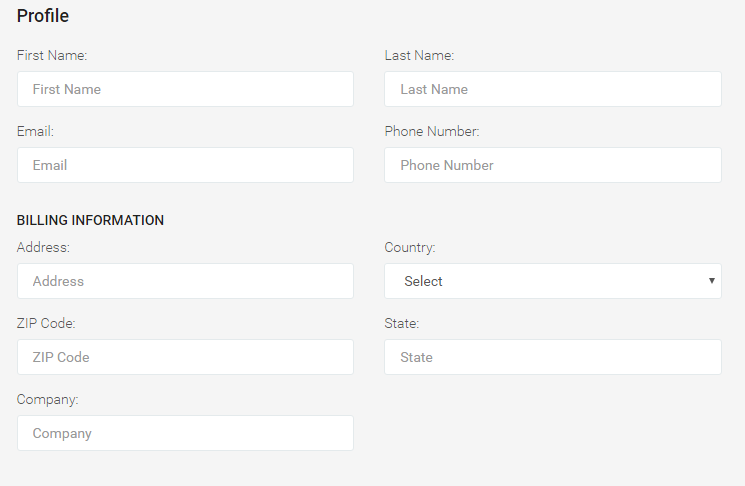 Profile
First Name: Last Name:
First Name Last Name
Email: Phone Number:
Email Phone Number
BILLING INFORMATION
Address: Country:
Address Select
ZIP Code: State:
ZIP Code State
Company:
Company